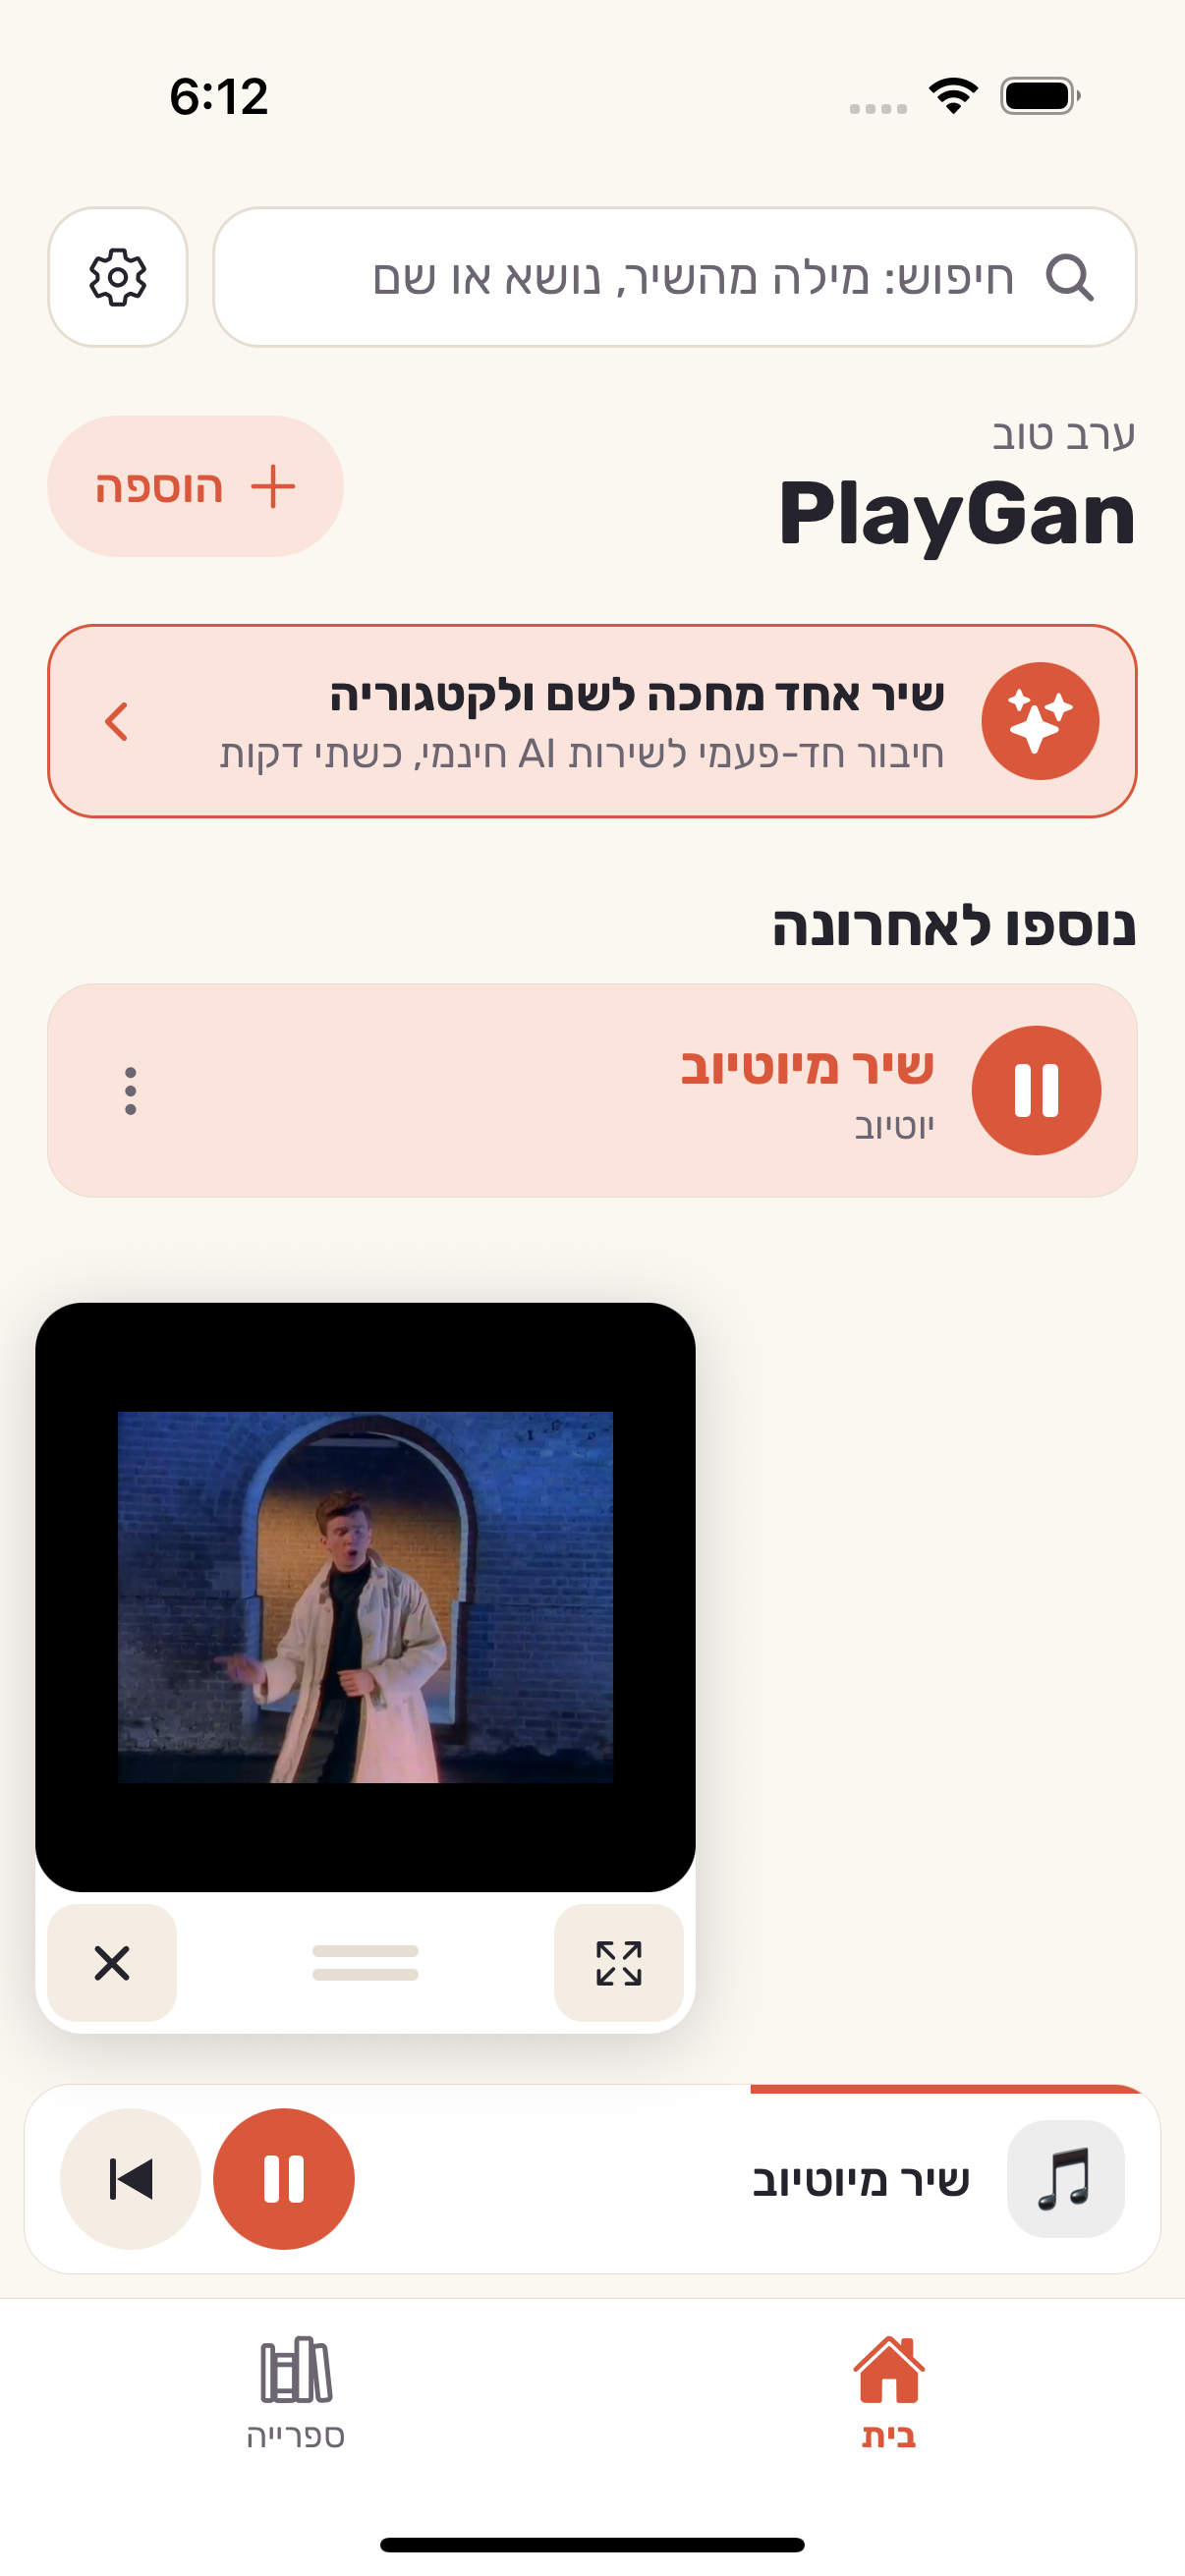 6:12
חיפוש: מילה מהשיר, נושא או שם
ערב טוב
PlayGan
הוספה
שיר אחד מחכה לשם ולקטגוריה
חיבור חד-פעמי לשירות AI חינמי, כשתי דקות
נוספו לאחרונה
שיר מיוטיוב
יוטיוב
שיר מיוטיוב
בית
ספרייה